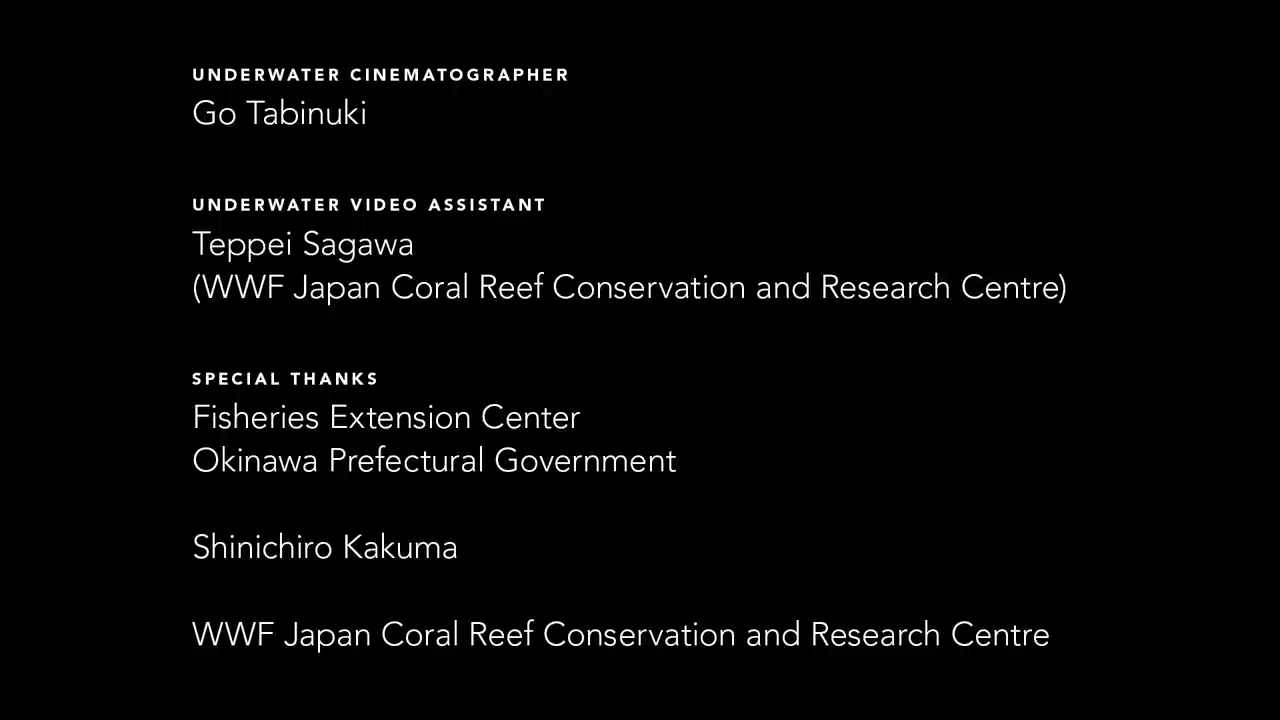 UNDERWATER CINEMATOGRAPHER
Go Tabinuki
UNDERWATER VIDEO ASSISTANT
Teppei Sagawa
(WWF Japan Coral Reef Conservation and Research Centre)
SPECIAL THANKS
Fisheries Extension Center
Okinawa Prefectural Government
Shinichiro Kakuma
WWF Japan Coral Reef Conservation and Research Centre